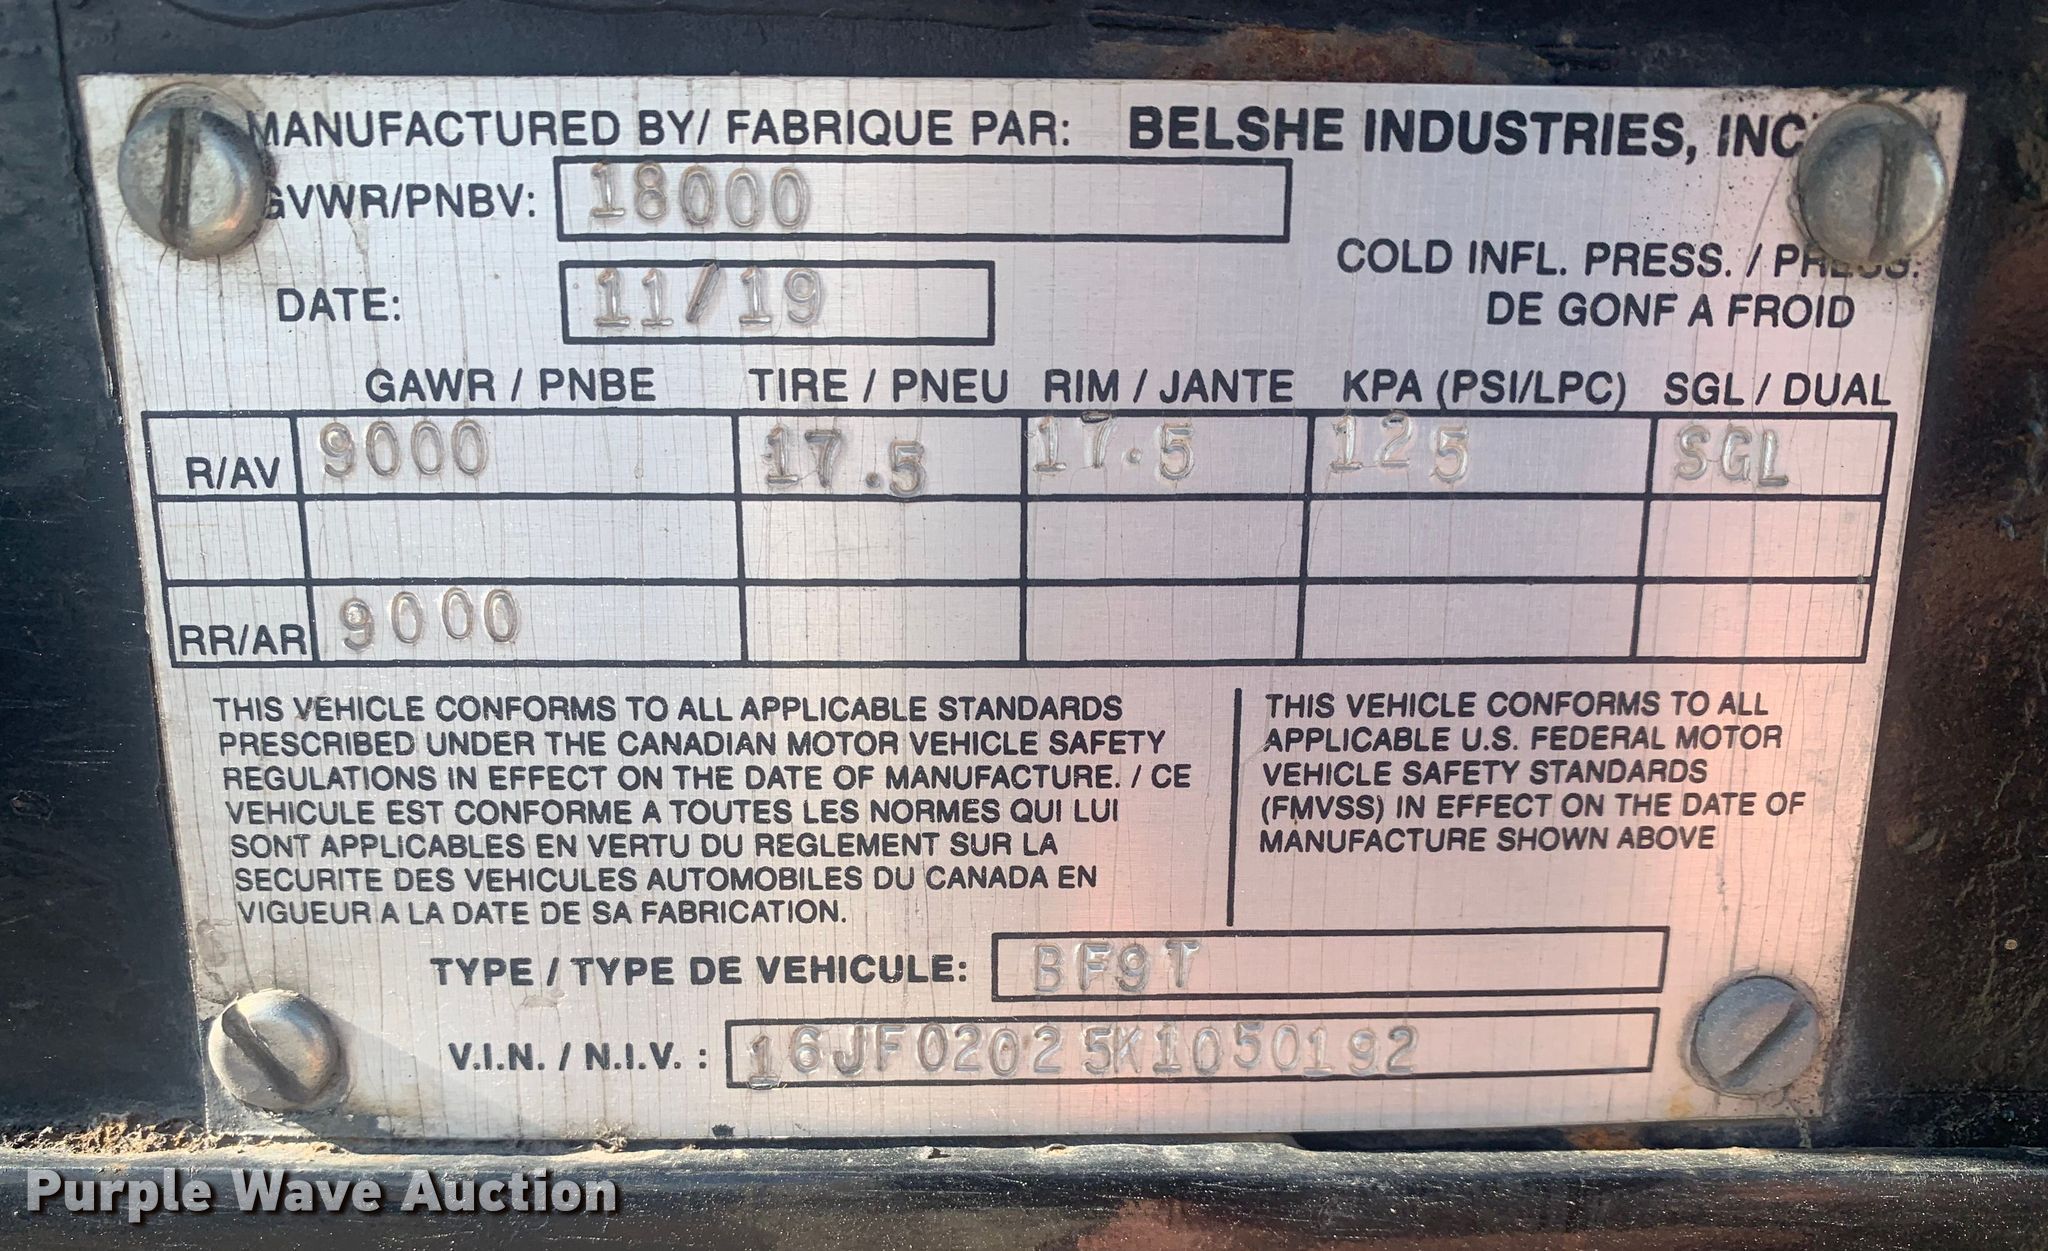 MANUFACTURED BY/ FABRIQUE PAR: BELSHE INDUSTRIES, INC
GVWR/PNBV: 18000
COLD INFL. PRESS. / PRESS.
DATE: 11/19
DE GONF A FROID
GAWR / PNBE TIRE / PNEU RIM / JANTE KPA (PSI/LPC) SGL / DUAL
R/AV 9000 17.5 17.5 125 SGL
RR/AR 9000
THIS VEHICLE CONFORMS TO ALL APPLICABLE STANDARDS
PRESCRIBED UNDER THE CANADIAN MOTOR VEHICLE SAFETY
REGULATIONS IN EFFECT ON THE DATE OF MANUFACTURE. / CE
VEHICULE EST CONFORME A TOUTES LES NORMES QUI LUI
SONT APPLICABLES EN VERTU DU REGLEMENT SUR LA
SECURITE DES VEHICULES AUTOMOBILES DU CANADA EN
VIGUEUR A LA DATE DE SA FABRICATION.
THIS VEHICLE CONFORMS TO ALL
APPLICABLE U.S. FEDERAL MOTOR
VEHICLE SAFETY STANDARDS
(FMVSS) IN EFFECT ON THE DATE OF
MANUFACTURE SHOWN ABOVE
TYPE / TYPE DE VEHICULE: BF9T
V.I.N. / N.I.V. : 16JF02025K1050192
Purple Wave Auction